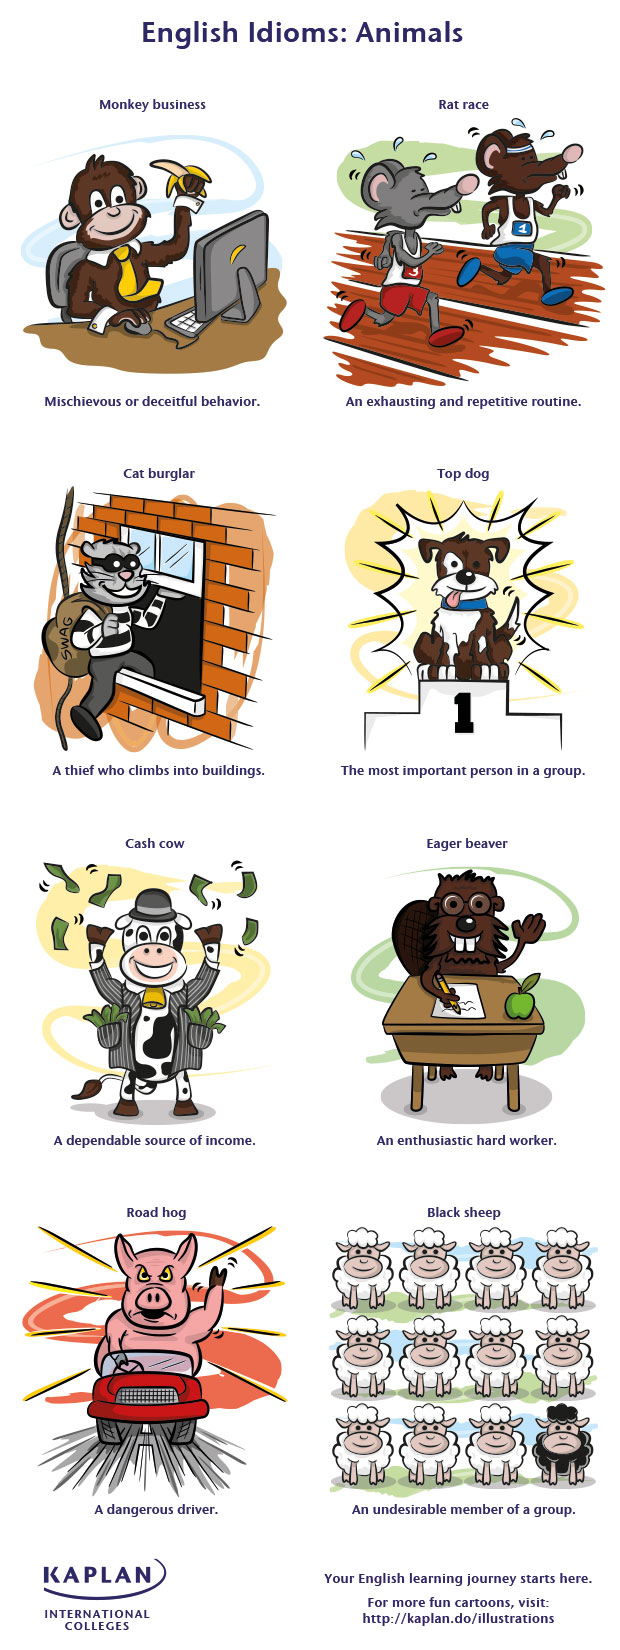 English Idioms: Animals
Monkey business
Rat race
3
1
Mischievous or deceitful behavior.
An exhausting and repetitive routine.
Cat burglar
Top dog
SWAG
1
A thief who climbs into buildings.
The most important person in a group.
Cash cow
Eager beaver
A dependable source of income.
An enthusiastic hard worker.
Road hog
Black sheep
A dangerous driver.
An undesirable member of a group.
KAPLAN
INTERNATIONAL
COLLEGES
Your English learning journey starts here.
For more fun cartoons, visit:
http://kaplan.do/illustrations